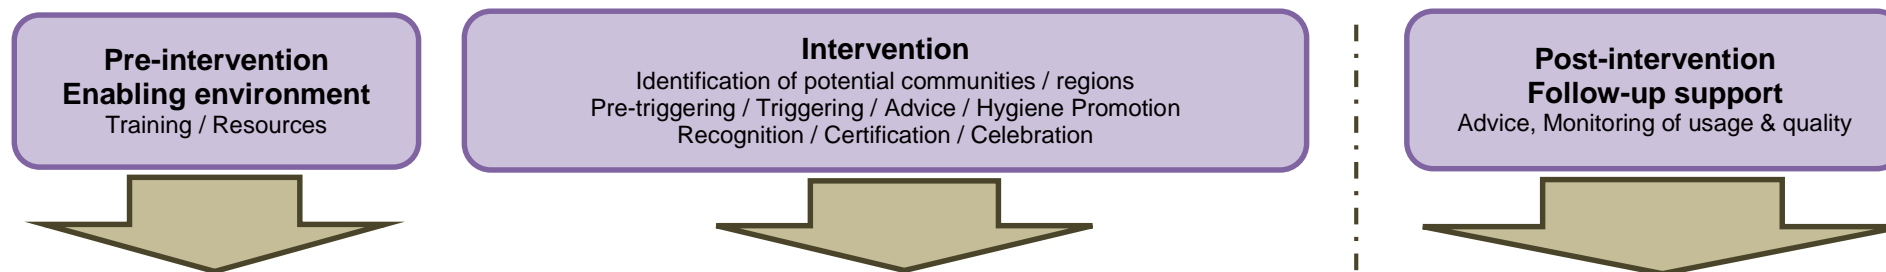 Pre-intervention
Enabling environment
Training / Resources
Intervention
Identification of potential communities / regions
Pre-triggering / Triggering / Advice / Hygiene Promotion
Recognition / Certification / Celebration
Post-intervention
Follow-up support
Advice, Monitoring of usage & quality